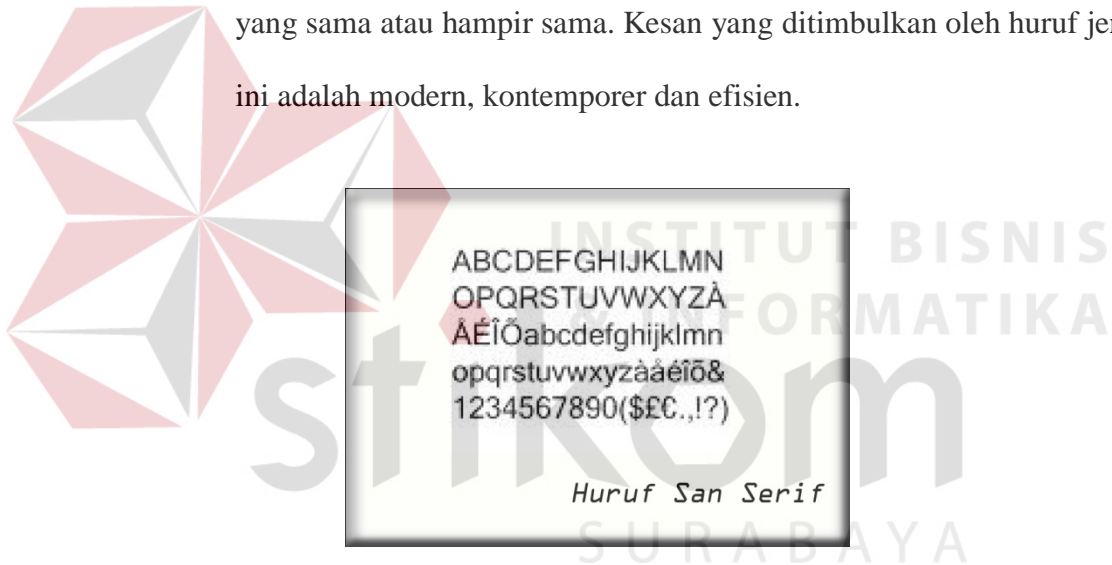 yang sama atau hampir sama. Kesan yang ditimbulkan oleh huruf
ini adalah modern, kontemporer dan efisien.
ABCDEFGHIJKLMN
OPQRSTUVWXYZÀ
ÅÉÎÕabcdefghijklmn
opqrstuvwxyzàåéîõ&
1234567890($£€.,!?)
Huruf San Serif
INSTITUT BISNIS
& INFORMATIKA
stikom
SURABAYA